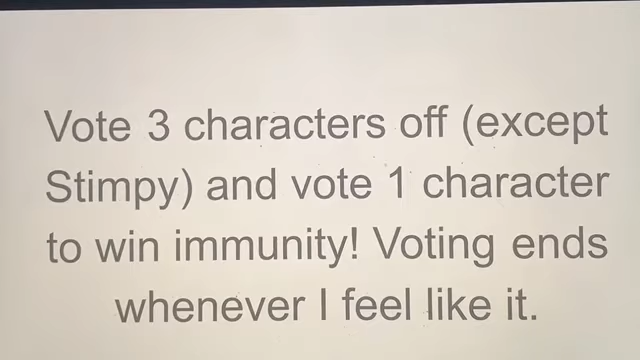 Vote 3 characters off (except
Stimpy) and vote 1 character
to win immunity! Voting ends
whenever I feel like it.